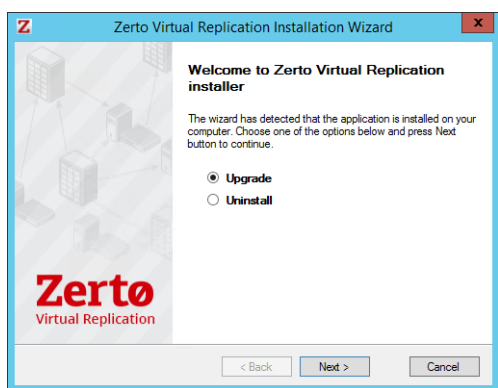 Z Zerto Virtual Replication Installation Wizard x
Welcome to Zerto Virtual Replication
installer
The wizard has detected that the application is installed on your
computer. Choose one of the options below and press Next
button to continue.
Upgrade
Uninstall
Zertø
Virtual Replication
< Back Next > Cancel